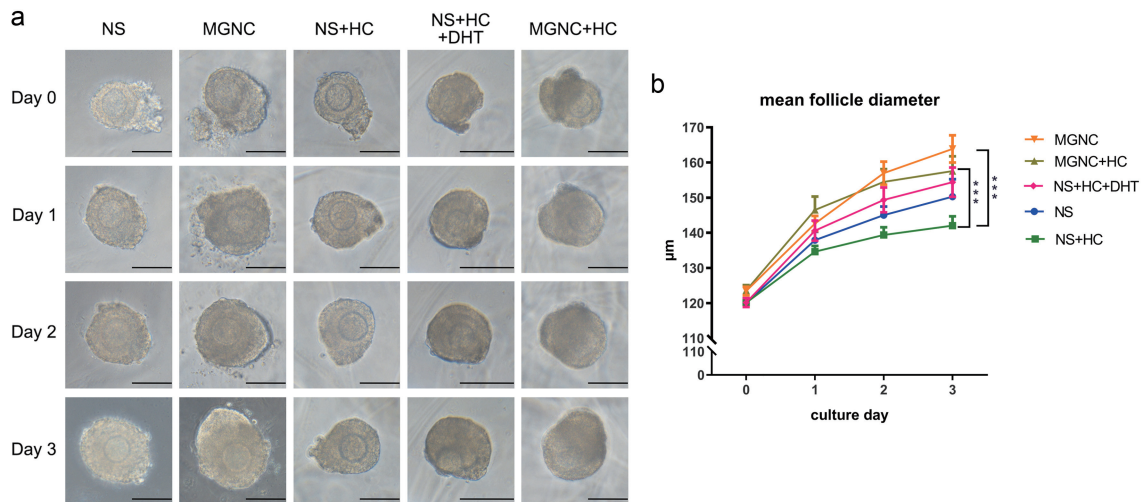 a
NS
MGNC
NS+HC
NS+HC
+DHT
MGNC+HC
Day 0
Day 1
Day 2
Day 3
b
mean follicle diameter
170
160
150
140
130
120
110
110
0
µm
0
1
2
3
culture day
***
***
MGNC
MGNC+HC
NS+HC+DHT
NS
NS+HC